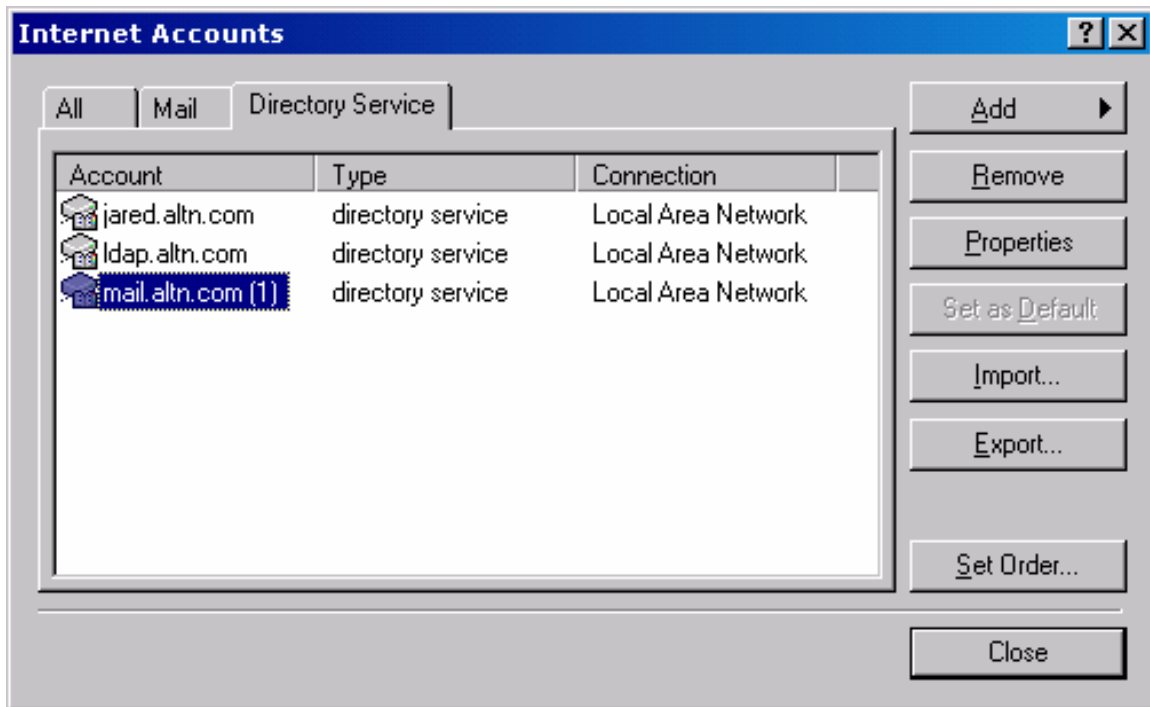 Internet Accounts
All Mail Directory Service
Account Type Connection
jared.altn.com directory service Local Area Network
ldap.altn.com directory service Local Area Network
mail.altn.com (1) directory service Local Area Network
Add
Remove
Properties
Set as Default
Import...
Export...
Set Order...
Close